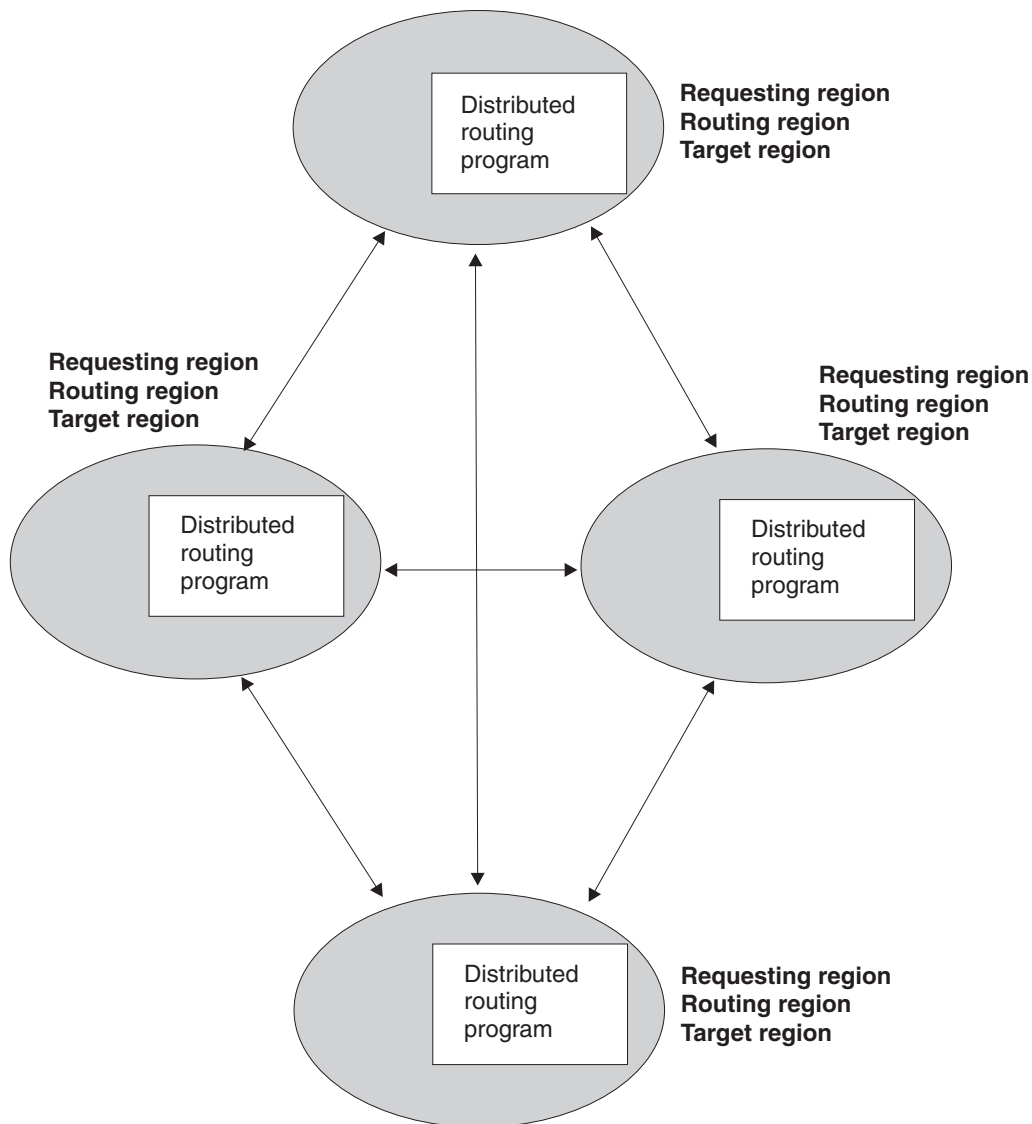 Distributed
routing
program
Requesting region
Routing region
Target region
Requesting region
Routing region
Target region
Distributed
routing
program
Requesting region
Routing region
Target region
Distributed
routing
program
Distributed
routing
program
Requesting region
Routing region
Target region